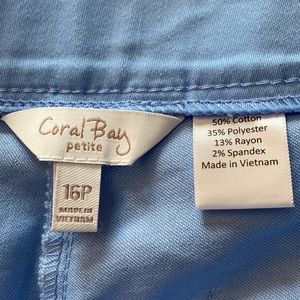 Coral Bay
petite
16P
MADE IN
VIETNAM
50% Cotton
35% Polyester
13% Rayon
2% Spandex
Made in Vietnam